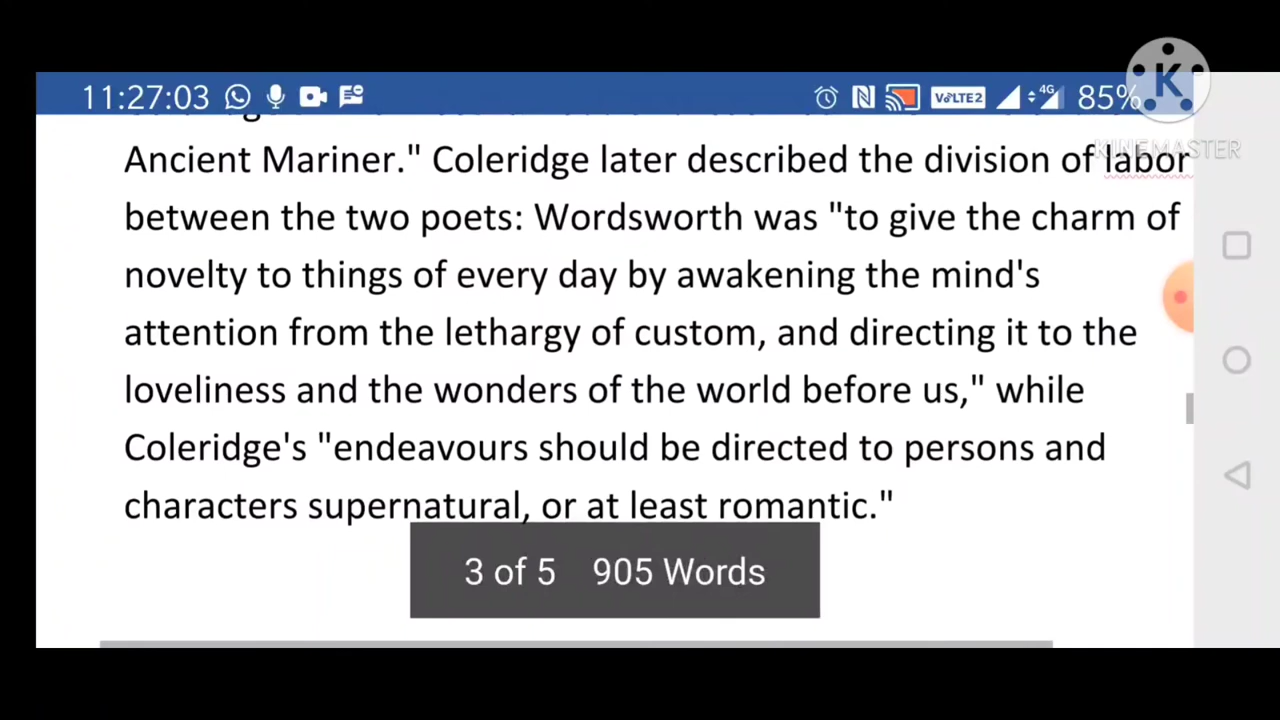 11:27:03 VoLTE2 4G 85%
K
KINEMASTER
Ancient Mariner." Coleridge later described the division of labor
between the two poets: Wordsworth was "to give the charm of
novelty to things of every day by awakening the mind's
attention from the lethargy of custom, and directing it to the
loveliness and the wonders of the world before us," while
Coleridge's "endeavours should be directed to persons and
characters supernatural, or at least romantic."
3 of 5 905 Words